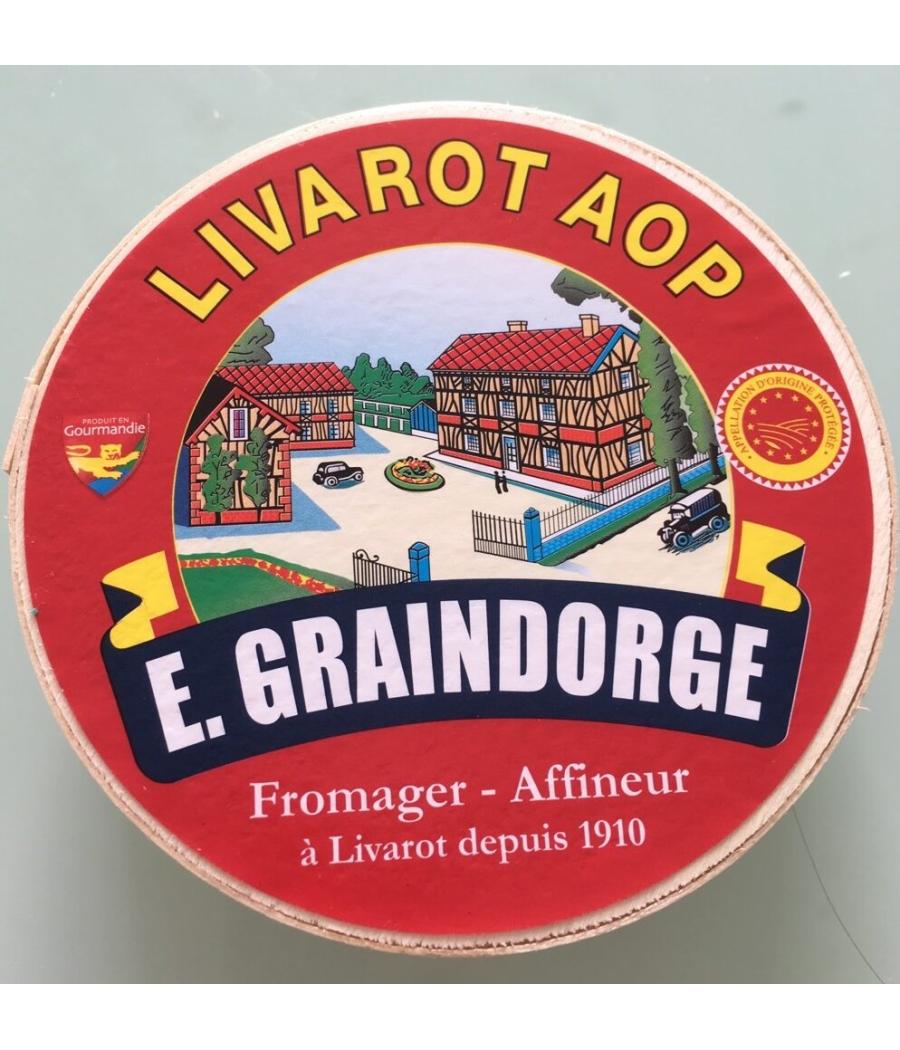 LIVAROT AOP
PRODUIT EN
Gourmandie
• APPELLATION D'ORIGINE PROTÉGÉE •
E. GRAINDORGE
Fromager - Affineur
à Livarot depuis 1910